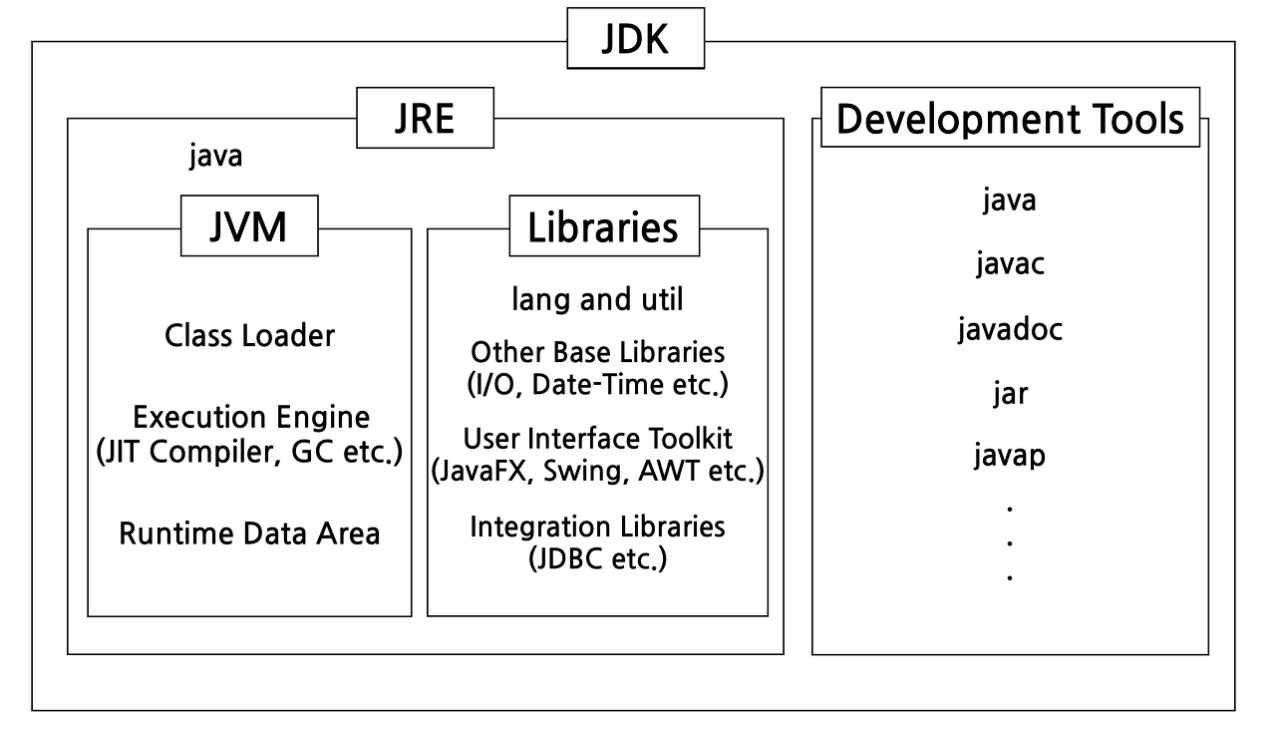 JDK
JRE
java
JVM
Class Loader
Execution Engine
(JIT Compiler, GC etc.)
Runtime Data Area
Libraries
lang and util
Other Base Libraries
(I/O, Date-Time etc.)
User Interface Toolkit
(JavaFX, Swing, AWT etc.)
Integration Libraries
(JDBC etc.)
Development Tools
java
javac
javadoc
jar
javap
.
.
.